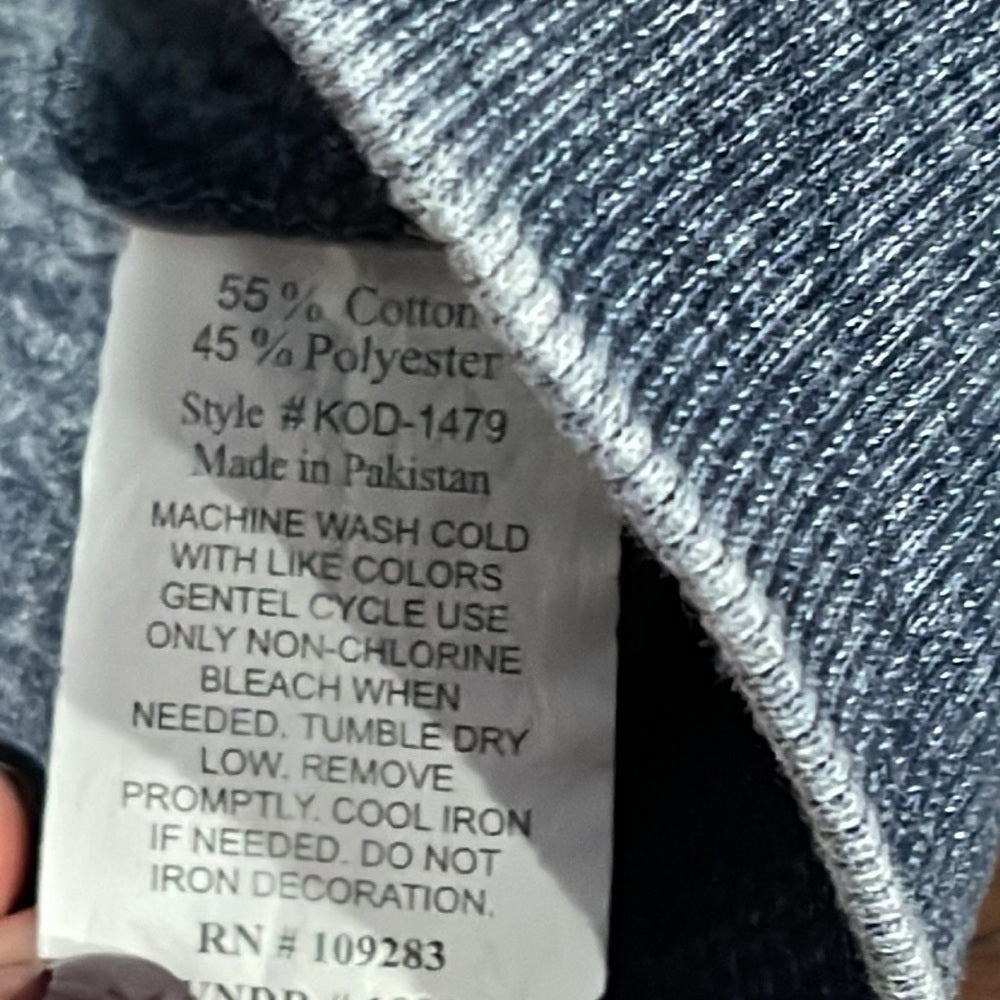 55% Cotton
45% Polyester
Style #KOD-1479
Made in Pakistan
MACHINE WASH COLD
WITH LIKE COLORS
GENTEL CYCLE USE
ONLY NON-CHLORINE
BLEACH WHEN
NEEDED. TUMBLE DRY
LOW. REMOVE
PROMPTLY. COOL IRON
IF NEEDED. DO NOT
IRON DECORATION.
RN # 109283